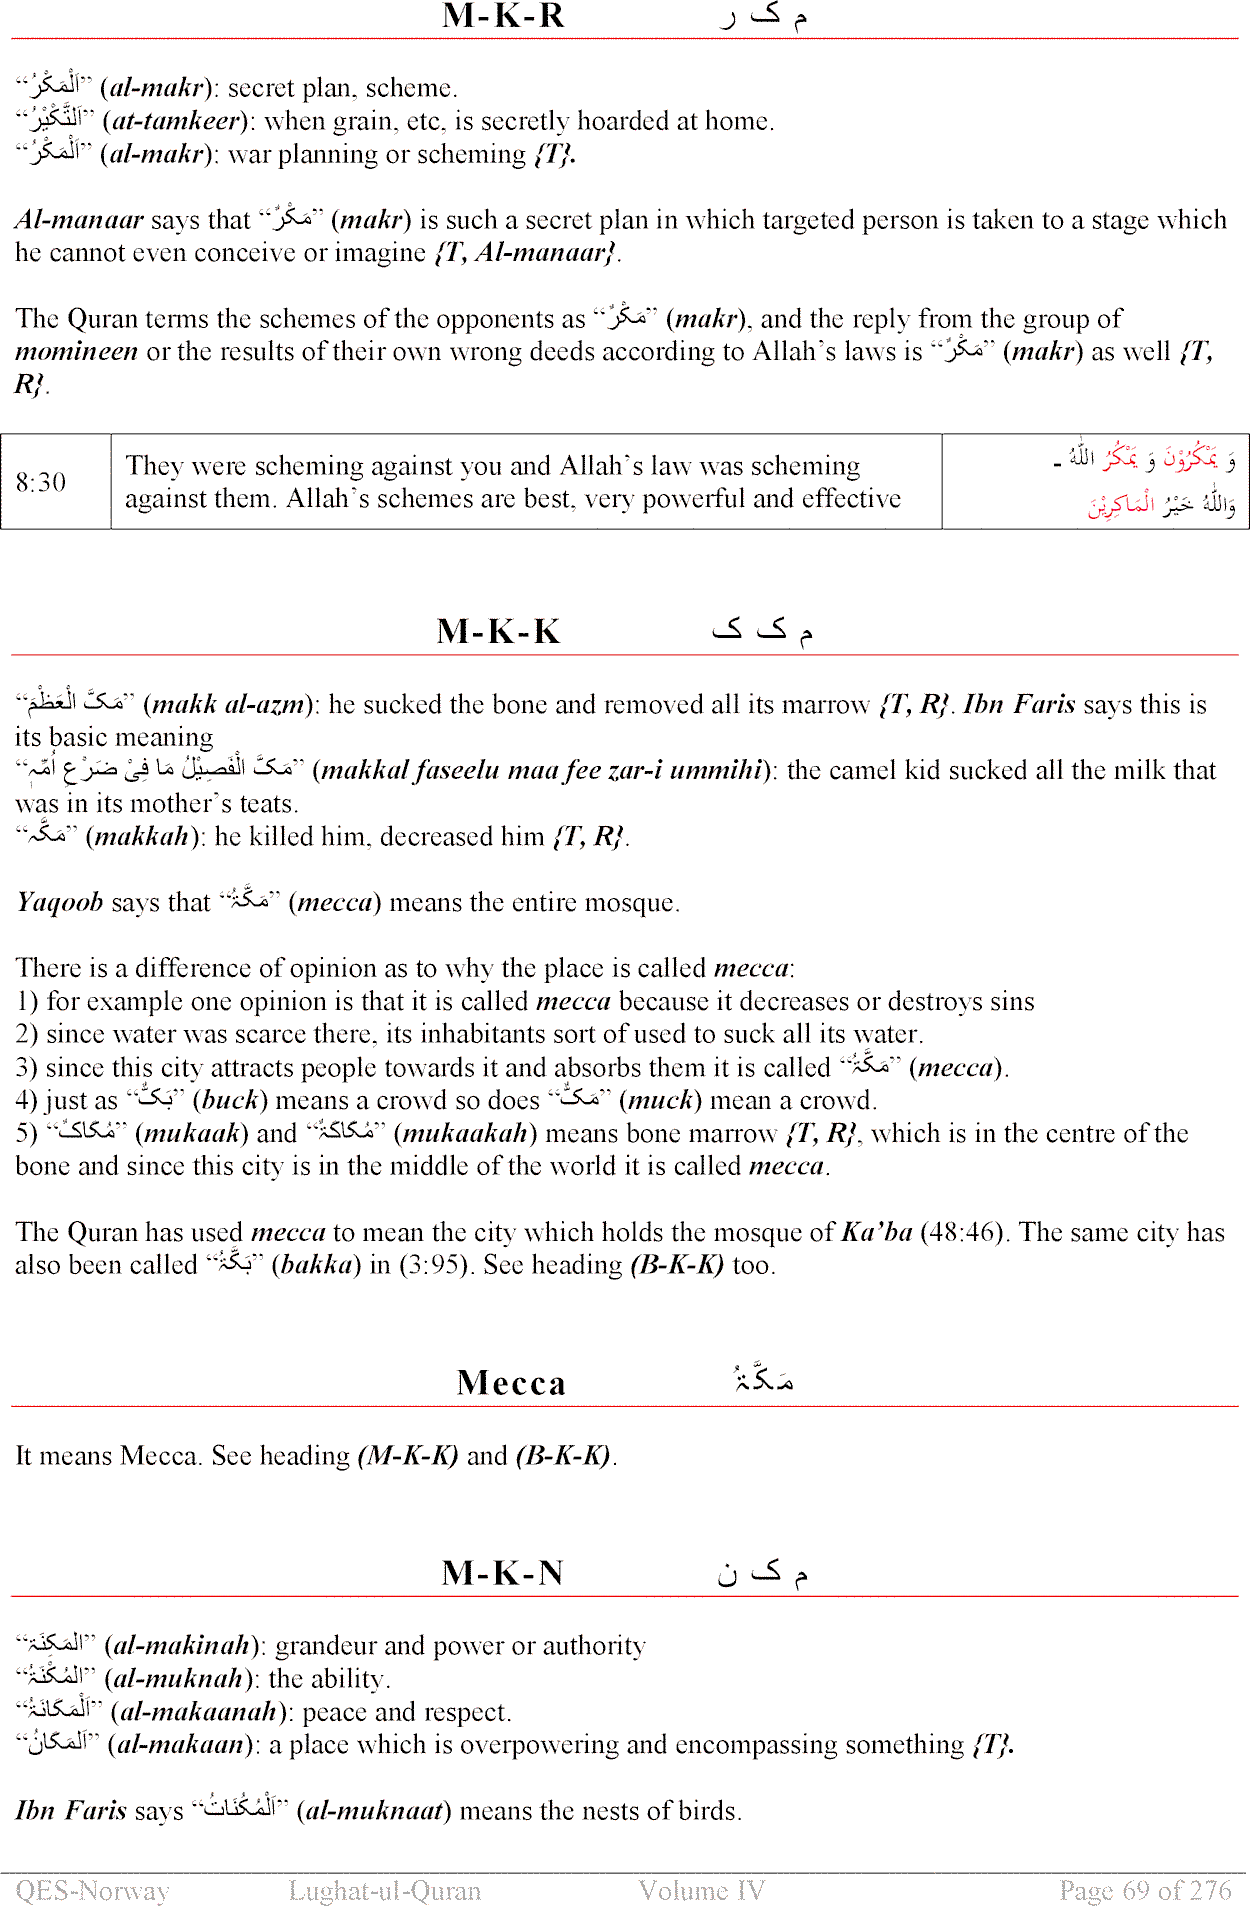 M-K-R م ک ر
“اَلْمَکْرُ” (al-makr): secret plan, scheme.
“اَلتَّمْکِیْرُ” (at-tamkeer): when grain, etc, is secretly hoarded at home.
“اَلْمَکْرُ” (al-makr): war planning or scheming {T}.
Al-manaar says that “مَکْرٌ” (makr) is such a secret plan in which targeted person is taken to a stage which
he cannot even conceive or imagine {T, Al-manaar}.
The Quran terms the schemes of the opponents as “مَکْرٌ” (makr), and the reply from the group of
momineen or the results of their own wrong deeds according to Allah’s laws is “مَکْرٌ” (makr) as well {T,
R}.
8:30 They were scheming against you and Allah’s law was scheming وَ یَمْکُرُوْنَ وَ یَمْکُرُ اللّٰہُ ۔
against them. Allah’s schemes are best, very powerful and effective وَاللّٰہُ خَیْرُ الْمَاکِرِیْنَ
M-K-K م ک ک
“مَکَّ الْعَظْمَ” (makk al-azm): he sucked the bone and removed all its marrow {T, R}. Ibn Faris says this is
its basic meaning
“مَکَّ الْفَصِیْلُ مَا فِیْ ضَرْعِ اُمِّہٖ” (makkal faseelu maa fee zar-i ummihi): the camel kid sucked all the milk that
was in its mother’s teats.
“مَکَّہ” (makkah): he killed him, decreased him {T, R}.
Yaqoob says that “مَکَّۃُ” (mecca) means the entire mosque.
There is a difference of opinion as to why the place is called mecca:
1) for example one opinion is that it is called mecca because it decreases or destroys sins
2) since water was scarce there, its inhabitants sort of used to suck all its water.
3) since this city attracts people towards it and absorbs them it is called “مَکَّۃُ” (mecca).
4) just as “بَکٌّ” (buck) means a crowd so does “مَکٌّ” (muck) mean a crowd.
5) “مُکَاکٌ” (mukaak) and “مُکَاکَۃٌ” (mukaakah) means bone marrow {T, R}, which is in the centre of the
bone and since this city is in the middle of the world it is called mecca.
The Quran has used mecca to mean the city which holds the mosque of Ka’ba (48:46). The same city has
also been called “بَکَّۃُ” (bakka) in (3:95). See heading (B-K-K) too.
Mecca مَکَّۃُ
It means Mecca. See heading (M-K-K) and (B-K-K).
M-K-N م ک ن
“المَکِنَۃ” (al-makinah): grandeur and power or authority
“المُکْنَۃُ” (al-muknah): the ability.
“اَلْمَکَانَۃُ” (al-makaanah): peace and respect.
“اَلمَکَانُ” (al-makaan): a place which is overpowering and encompassing something {T}.
Ibn Faris says “اَلْمُکُنَاتُ” (al-muknaat) means the nests of birds.
QES-Norway Lughat-ul-Quran Volume IV Page 69 of 276